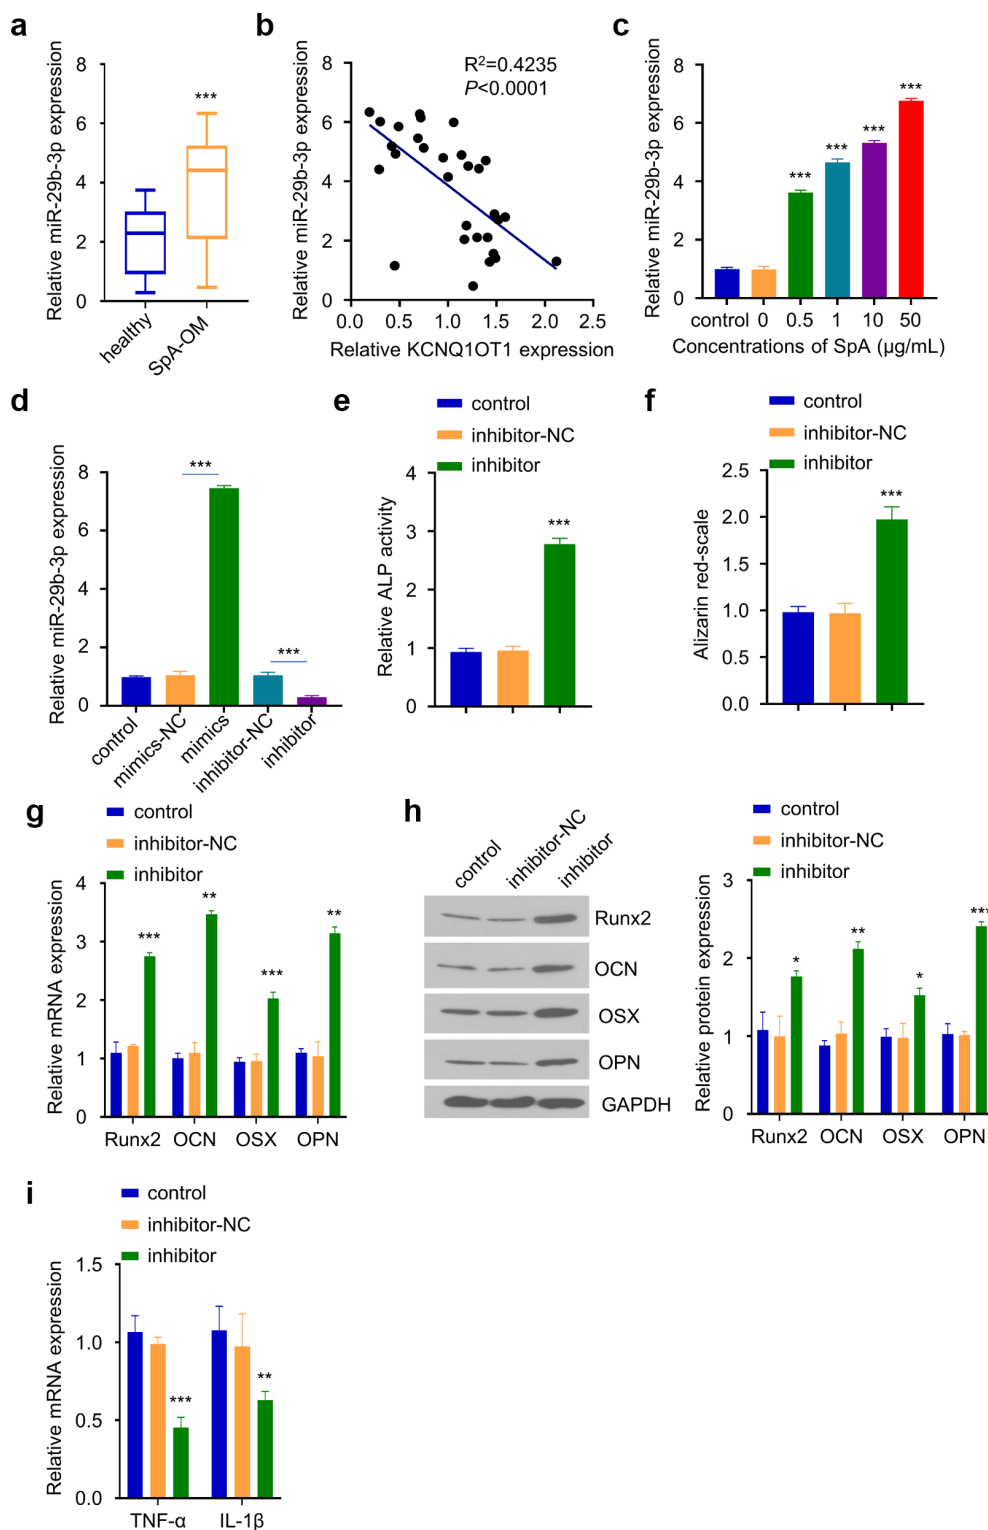 a
Relative miR-29b-3p expression
8
6
4
2
0
***
healthy
SpA-OM
b
Relative miR-29b-3p expression
8
6
4
2
0
R²=0.4235
P<0.0001
0.0 0.5 1.0 1.5 2.0 2.5
Relative KCNQ1OT1 expression
c
Relative miR-29b-3p expression
8
6
4
2
0
*** *** *** ***
control 0 0.5 1 10 50
Concentrations of SpA (μg/mL)
d
Relative miR-29b-3p expression
8
6
4
2
0
***
***
control
mimics-NC
mimics
inhibitor-NC
inhibitor
e
control
inhibitor-NC
inhibitor
Relative ALP activity
4
3
2
1
0
***
f
control
inhibitor-NC
inhibitor
Alizarin red-scale
2.5
2.0
1.5
1.0
0.5
0.0
***
g
control
inhibitor-NC
inhibitor
Relative mRNA expression
4
3
2
1
0
*** ** *** **
Runx2 OCN OSX OPN
h
control
inhibitor-NC
inhibitor
Runx2
OCN
OSX
OPN
GAPDH
control
inhibitor-NC
inhibitor
Relative protein expression
3
2
1
0
* ** * ***
Runx2 OCN OSX OPN
i
control
inhibitor-NC
inhibitor
Relative mRNA expression
1.5
1.0
0.5
0.0
*** **
TNF-α IL-1β